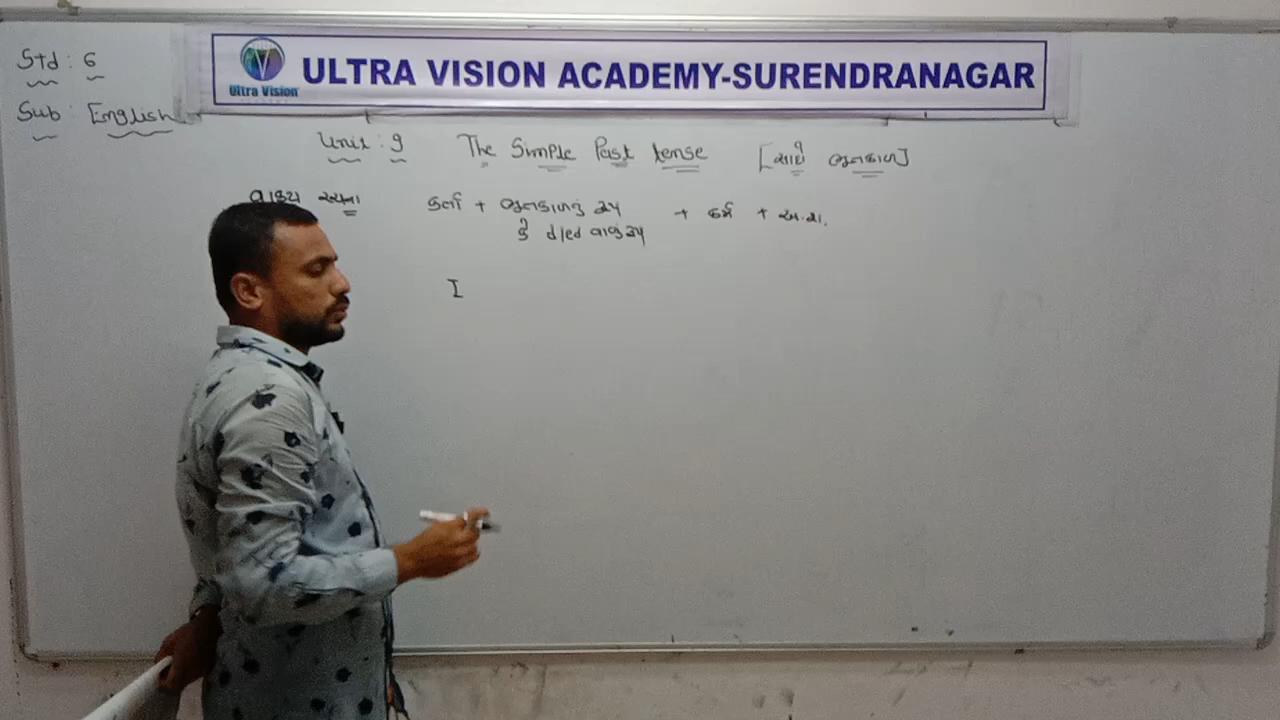 Std : 6
Ultra Vision
ULTRA VISION ACADEMY-SURENDRANAGAR
Sub : English
Unit : 9 The Simple Past tense [સાદો ભૂતકાળ]
વાક્ય રચના કર્તા + ભૂતકાળનું રૂપ + કર્મ + અ.વા.
કે d/ed વાળું રૂપ
I